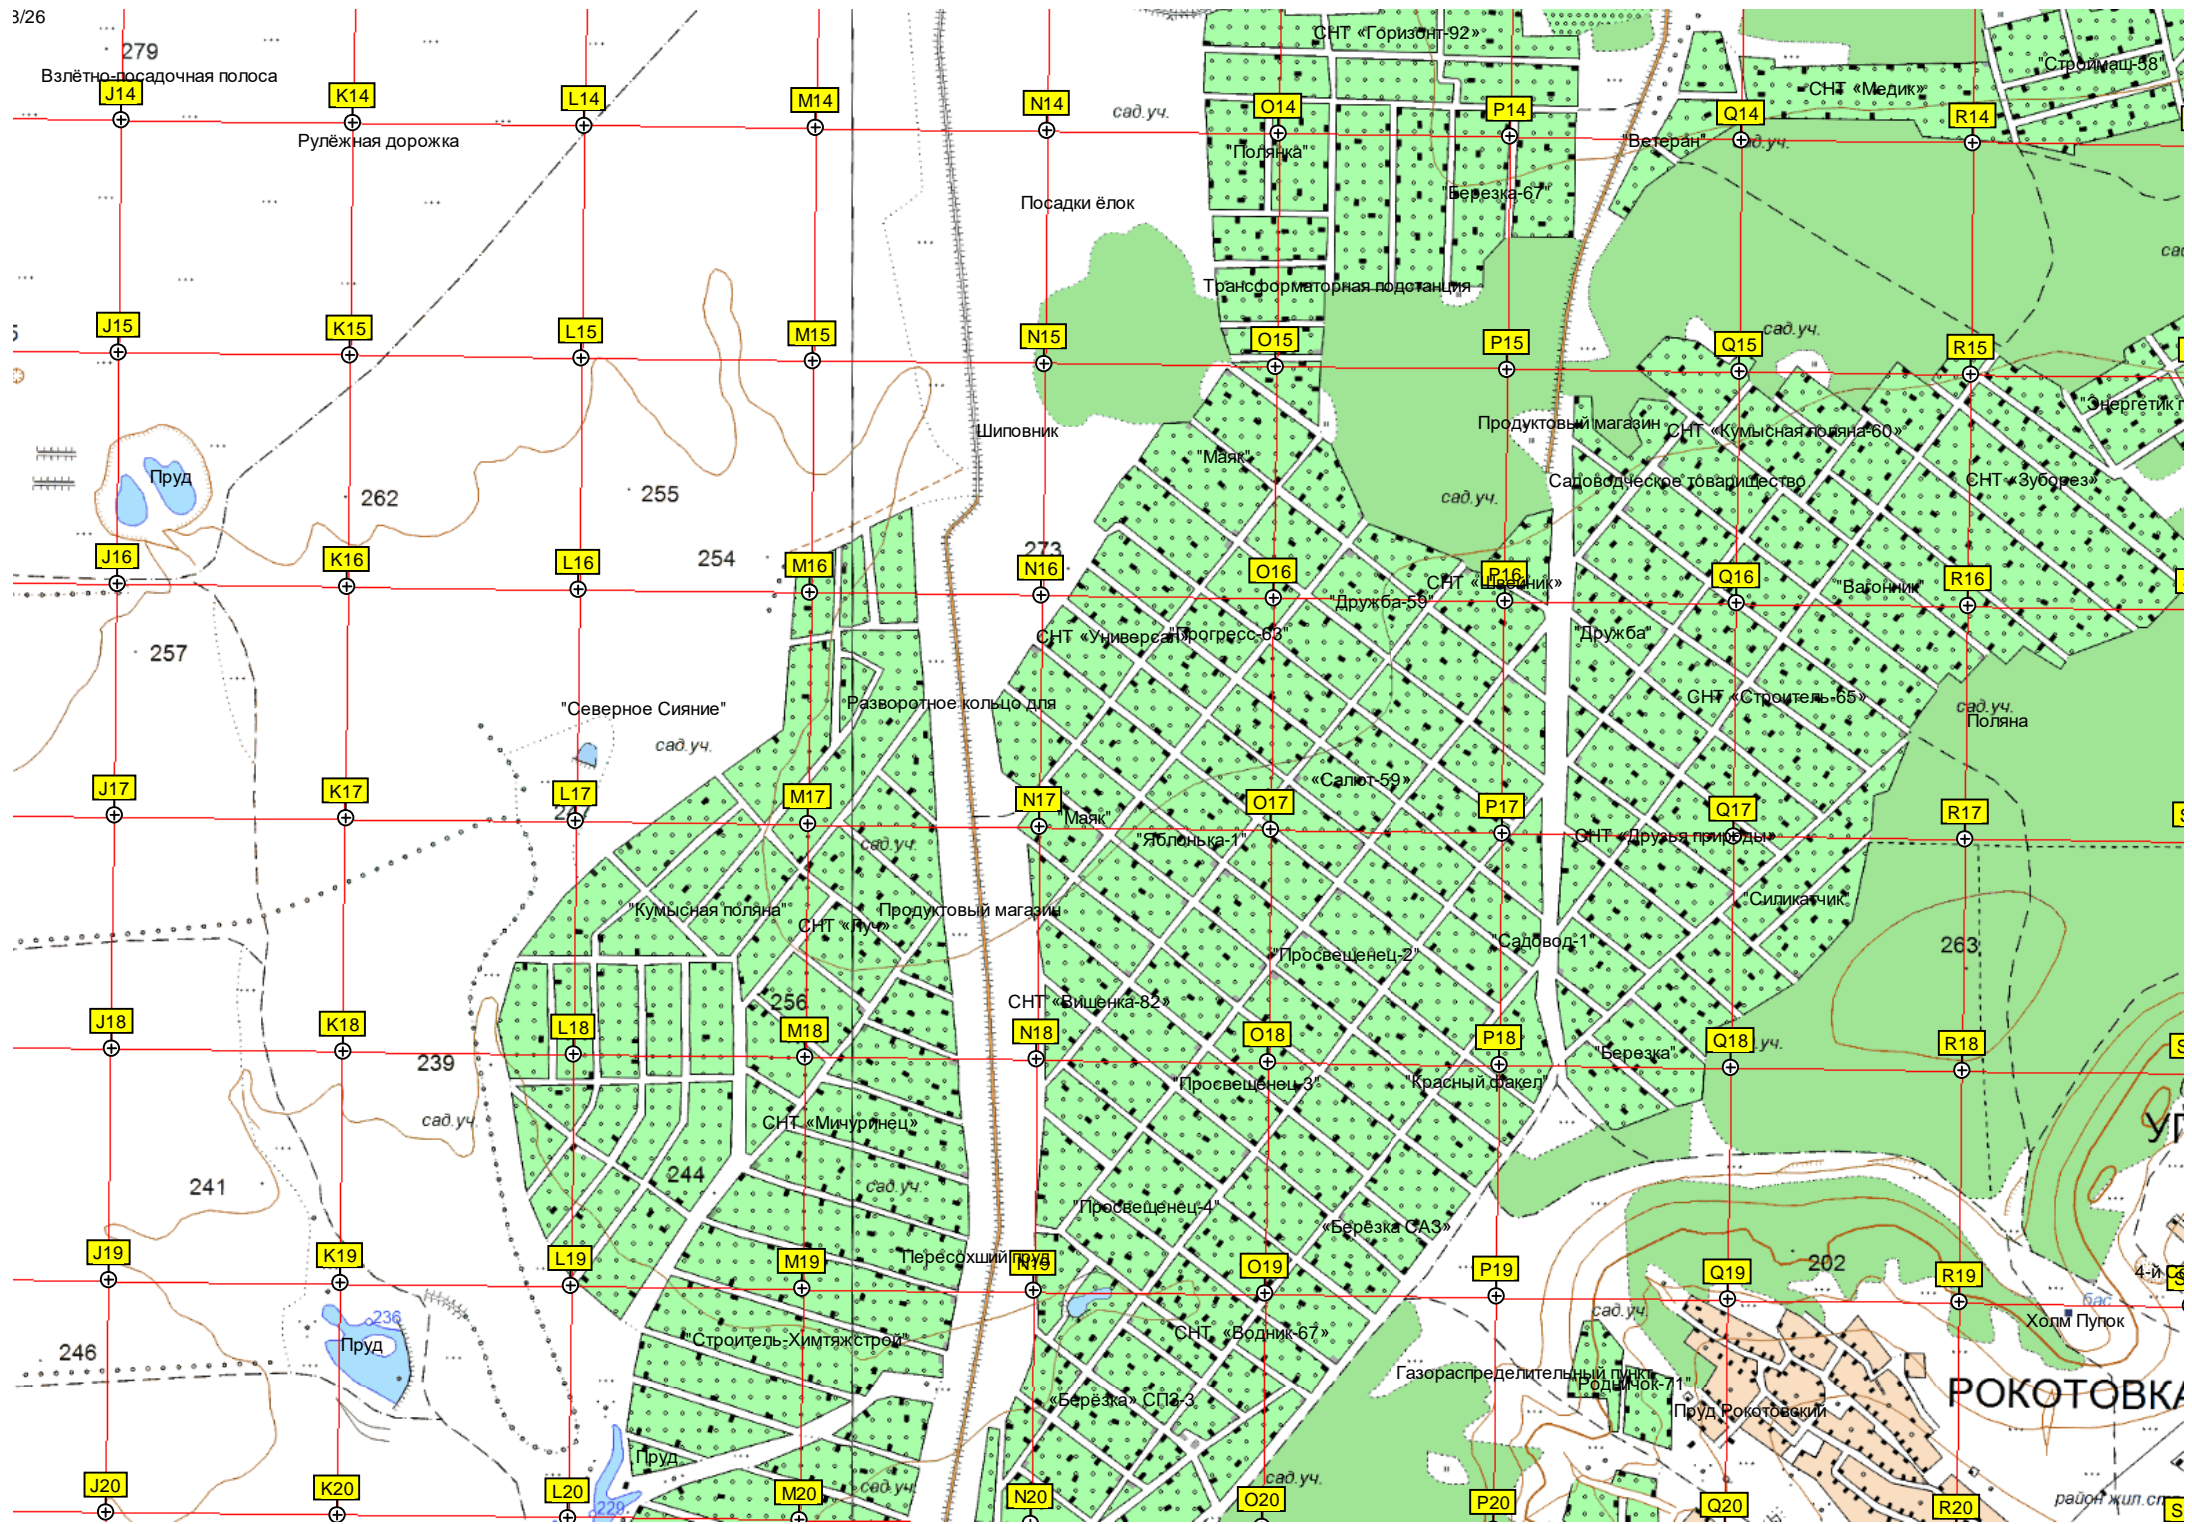 3/26
СНТ «Горизонт-92»
279
Взлётно-посадочная полоса
"Строймаш-58"
СНТ «Медик»
J14
K14
L14
M14
N14
сад.уч.
O14
P14
Q14
R14
Рулёжная дорожка
"Полянка"
"Ветеран"
"Березка-67"
Посадки ёлок
Трансформаторная подстанция
сад.уч.
J15
K15
L15
M15
N15
O15
P15
Q15
R15
"Энергетик
Шиповник
Продуктовый магазин
СНТ «Кумысная поляна-60»
"Маяк"
Пруд
262
255
сад.уч.
Садоводческое товарищество
СНТ «Зуборез»
254
273
J16
K16
L16
M16
N16
O16
P16
Q16
R16
СНТ «Швейник»
"Вагонник"
"Дружба-59"
СНТ «Универсал»
"Прогресс-63"
"Дружба"
257
"Северное Сияние"
Разворотное кольцо для
СНТ «Строитель-65»
сад.уч.
Поляна
сад.уч.
«Салют-59»
J17
K17
L17
M17
N17
O17
P17
Q17
R17
"Маяк"
"Яблонька-1"
СНТ «Друзья природы»
сад.уч.
"Силикатчик"
"Кумысная поляна"
СНТ «Луч»
Продуктовый магазин
"Садовод-1"
263
"Просвещенец-2"
256
СНТ «Вишенка-82»
J18
K18
L18
M18
N18
O18
P18
Q18
R18
239
"Березка"
"Просвещенец-3"
"Красный факел"
сад.уч.
СНТ «Мичуринец»
244
241
сад.уч.
"Просвещенец-4"
«Берёзка САЗ»
Пересохший пруд
J19
K19
L19
M19
N19
O19
P19
Q19
202
R19
4-й
бас.
Холм Пупок
сад.уч.
236
Пруд
246
"Строитель-Химтяжстрой"
СНТ «Водник-67»
Газораспределительный пункт
"Родничок-71"
РОКОТОВКА
«Берёзка» СПЗ-3
Пруд Рокотовский
Пруд
сад.уч.
сад.уч.
J20
K20
L20
229
M20
N20
O20
P20
Q20
R20
район жил.ст